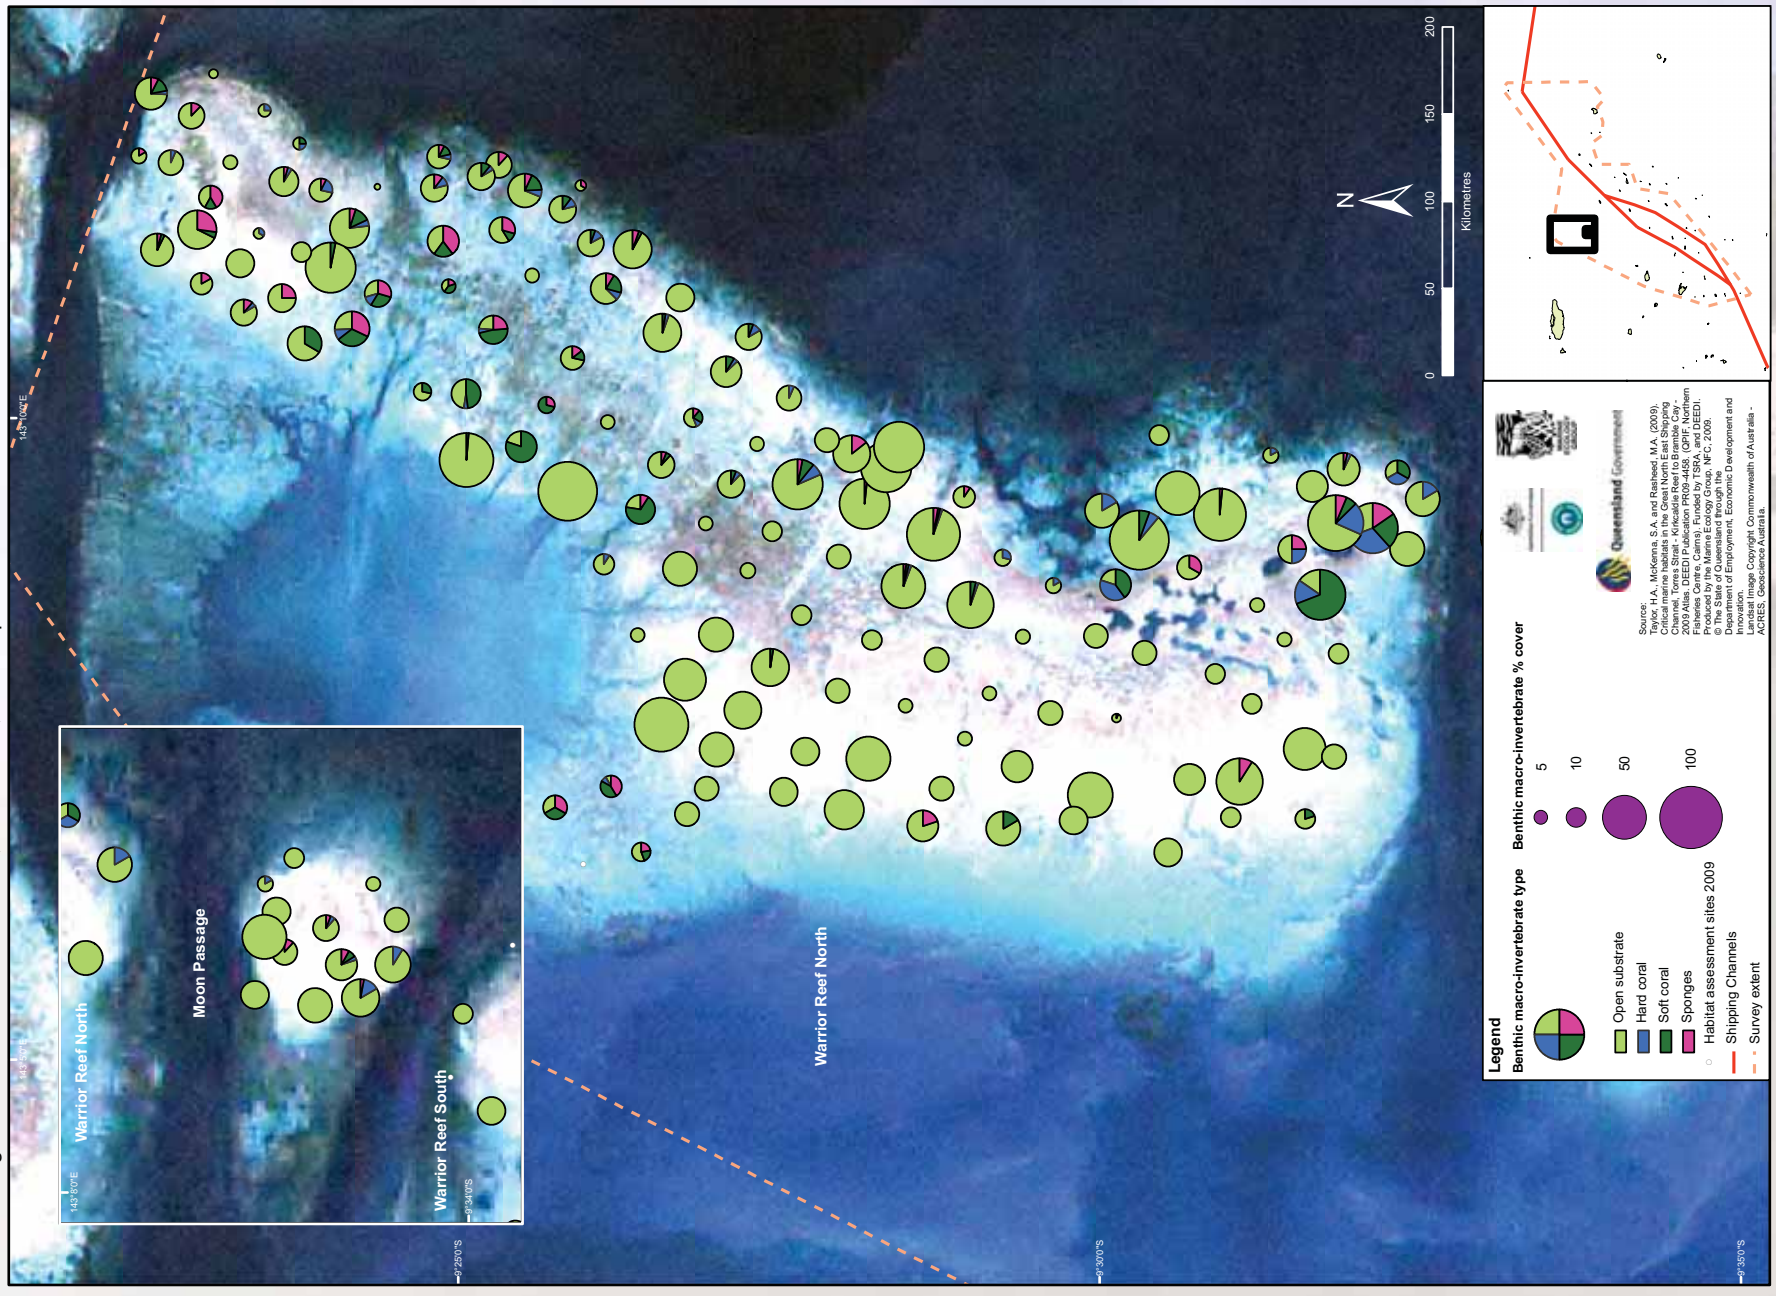 Warrior Reef North
Moon Passage
Warrior Reef South
143°8'0"E
9°34'0"S
Warrior Reef North
9°25'0"S
9°30'0"S
9°35'0"S
N
0 50 100 150 200
Kilometres
Legend
Benthic macro-invertebrate type
Open substrate
Hard coral
Soft coral
Sponges
Habitat assessment sites 2009
Shipping Channels
Survey extent
Benthic macro-invertebrate % cover
5
10
50
100
Queensland Government
Source:
Taylor, H.A., McKenna, S.A. and Rasheed, M.A. (2009).
Critical marine habitats in the Great North East Shipping
Channel, Torres Strait - Kirkcaldie Reef to Bramble Cay -
2009 Atlas. DEEDI Publication PR09-4458. (QPIF, Northern
Fisheries Centre, Cairns). Funded by TSRA, and DEEDI.
Produced by the Marine Ecology Group, NFC, 2009.
© The State of Queensland through the
Department of Employment, Economic Development and
Innovation.
Landsat Image Copyright Commonwealth of Australia -
ACRES, Geoscience Australia.